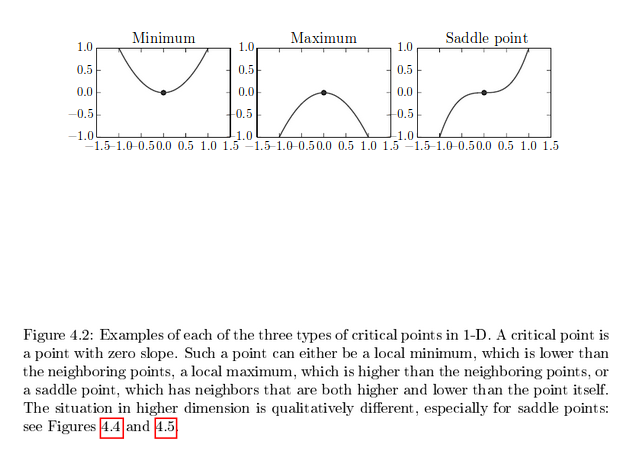 Minimum
Maximum
Saddle point
1.0
0.5
0.0
−0.5
−1.0
−1.5 −1.0 −0.5 0.0 0.5 1.0 1.5
1.0
0.5
0.0
−0.5
−1.0
−1.5 −1.0 −0.5 0.0 0.5 1.0 1.5
1.0
0.5
0.0
−0.5
−1.0
−1.5 −1.0 −0.5 0.0 0.5 1.0 1.5
Figure 4.2: Examples of each of the three types of critical points in 1-D. A critical point is
a point with zero slope. Such a point can either be a local minimum, which is lower than
the neighboring points, a local maximum, which is higher than the neighboring points, or
a saddle point, which has neighbors that are both higher and lower than the point itself.
The situation in higher dimension is qualitatively different, especially for saddle points:
see Figures 4.4 and 4.5.